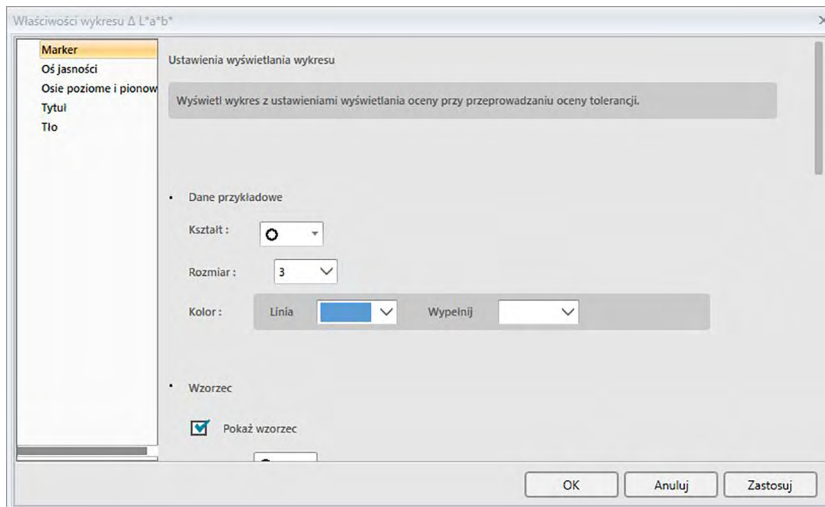 Właściwości wykresu Δ L*a*b*
Marker
Oś jasności
Osie poziome i pionow
Tytuł
Tło
Ustawienia wyświetlania wykresu
Wyświetl wykres z ustawieniami wyświetlania oceny przy przeprowadzaniu oceny tolerancji.
Dane przykładowe
Kształt :
Rozmiar : 3
Kolor : Linia Wypełnij
Wzorzec
Pokaż wzorzec
OK Anuluj Zastosuj